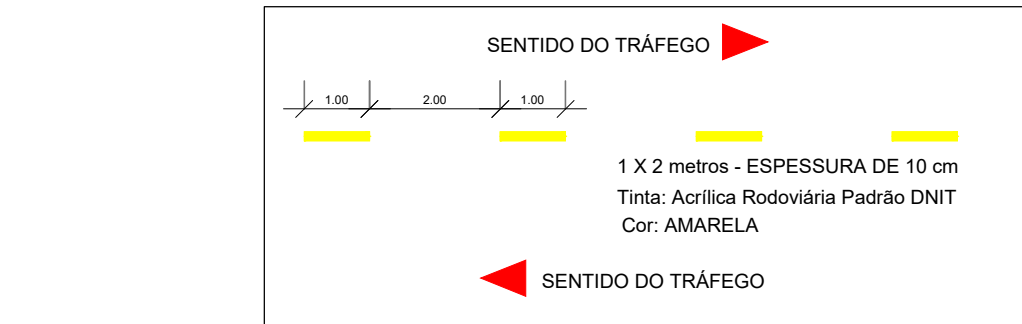 SENTIDO DO TRÁFEGO
1.00 2.00 1.00
1 X 2 metros - ESPESSURA DE 10 cm
Tinta: Acrílica Rodoviária Padrão DNIT
Cor: AMARELA
SENTIDO DO TRÁFEGO